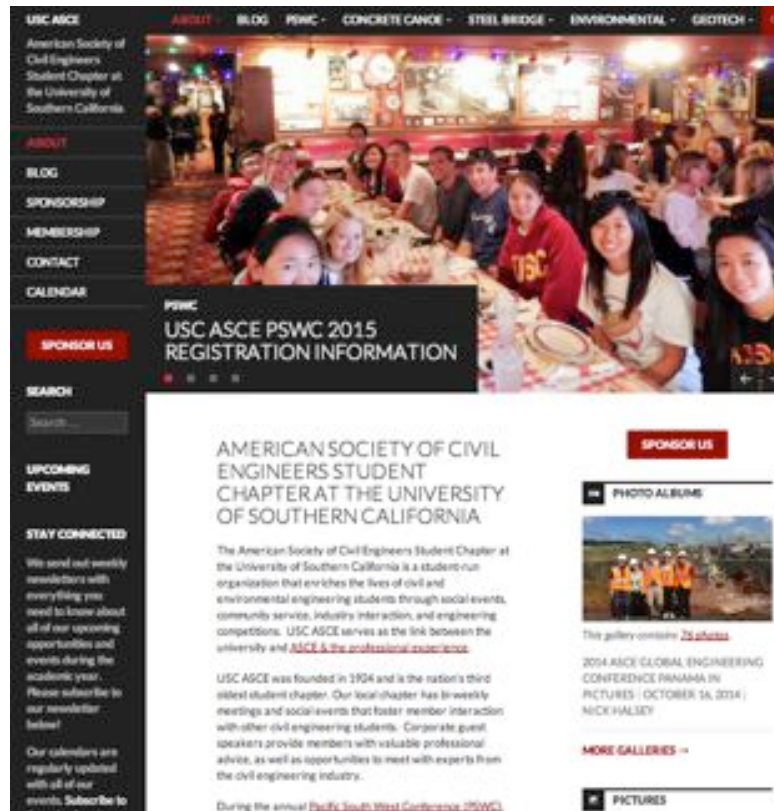 USC ASCE
American Society of
Civil Engineers
Student Chapter at
the University of
Southern California
ABOUT
BLOG
SPONSORSHIP
MEMBERSHIP
CONTACT
CALENDAR
SPONSOR US
SEARCH
Search ...
UPCOMING
EVENTS
STAY CONNECTED
We send out weekly
newsletters with
everything you
need to know about
all of our upcoming
opportunities and
events during the
academic year.
Please subscribe to
our newsletter
below!
Our calendars are
regularly updated
with all of our
events. Subscribe to
ABOUT
BLOG
PSWC
CONCRETE CANOE
STEEL BRIDGE
ENVIRONMENTAL
GEOTECH
USC
PSWC
USC ASCE PSWC 2015
REGISTRATION INFORMATION
AMERICAN SOCIETY OF CIVIL
ENGINEERS STUDENT
CHAPTER AT THE UNIVERSITY
OF SOUTHERN CALIFORNIA
The American Society of Civil Engineers Student Chapter at
the University of Southern California is a student-run
organization that enriches the lives of civil and
environmental engineering students through social events,
community service, industry interaction, and engineering
competitions. USC ASCE serves as the link between the
university and ASCE & the professional experience.
USC ASCE was founded in 1924 and is the nation's third
oldest student chapter. Our local chapter has bi-weekly
meetings and social events that foster member interaction
with other civil engineering students. Corporate guest
speakers provide members with valuable professional
advice, as well as opportunities to meet with experts from
the civil engineering industry.
During the annual Pacific South West Conference (PSWC),
SPONSOR US
PHOTO ALBUMS
This gallery contains 76 photos.
2014 ASCE GLOBAL ENGINEERING
CONFERENCE PANAMA IN
PICTURES | OCTOBER 16, 2014 |
NICK HALSEY
MORE GALLERIES →
PICTURES